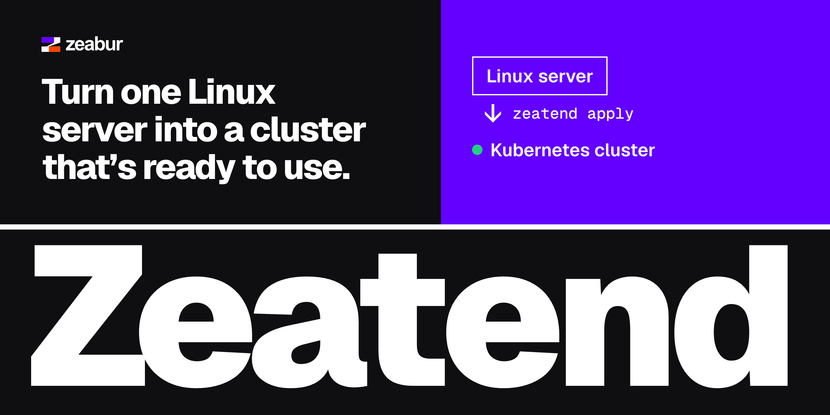 zeabur
Turn one Linux
server into a cluster
that’s ready to use.
Linux server
zeatend apply
Kubernetes cluster
Zeatend